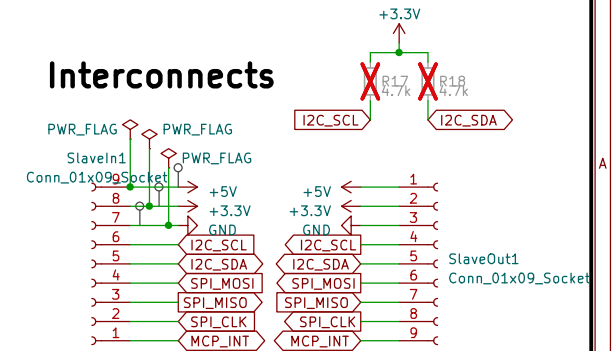 +3.3V
Interconnects
R17
4.7k
R18
4.7k
I2C_SCL
I2C_SDA
PWR_FLAG
PWR_FLAG
SlaveIn1
PWR_FLAG
Conn_01x09_Socket
A
9
+5V
8
+3.3V
7
GND
6
I2C_SCL
5
I2C_SDA
4
SPI_MOSI
3
SPI_MISO
2
SPI_CLK
1
MCP_INT
+5V
1
+3.3V
2
GND
3
I2C_SCL
4
I2C_SDA
5
SPI_MOSI
6
SPI_MISO
7
SPI_CLK
8
MCP_INT
9
SlaveOut1
Conn_01x09_Socket